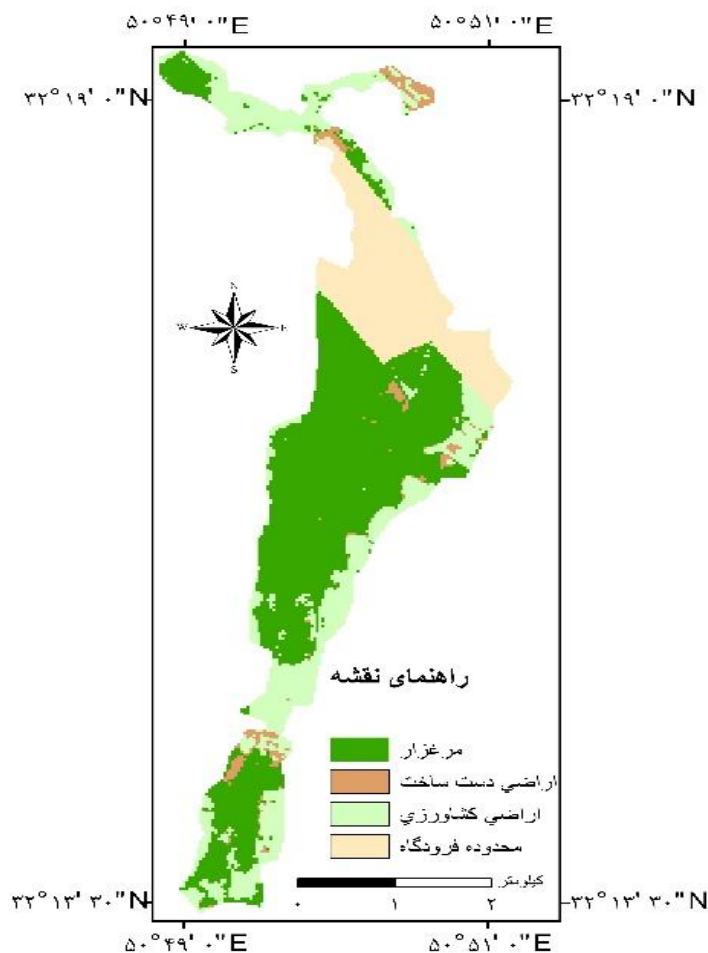 ۵۰°۴۹'۰"E ۵۰°۵۱'۰"E
۳۲°۱۹'۰"N ۳۲°۱۹'۰"N
N
W E
S
راهنمای نقشه
مرغزار
اراضي دست ساخت
اراضي كشاورزي
محدوده فرودگاه
كيلومتر
۰ ۱ ۲
۳۲°۱۳'۳۰"N ۳۲°۱۳'۳۰"N
۵۰°۴۹'۰"E ۵۰°۵۱'۰"E